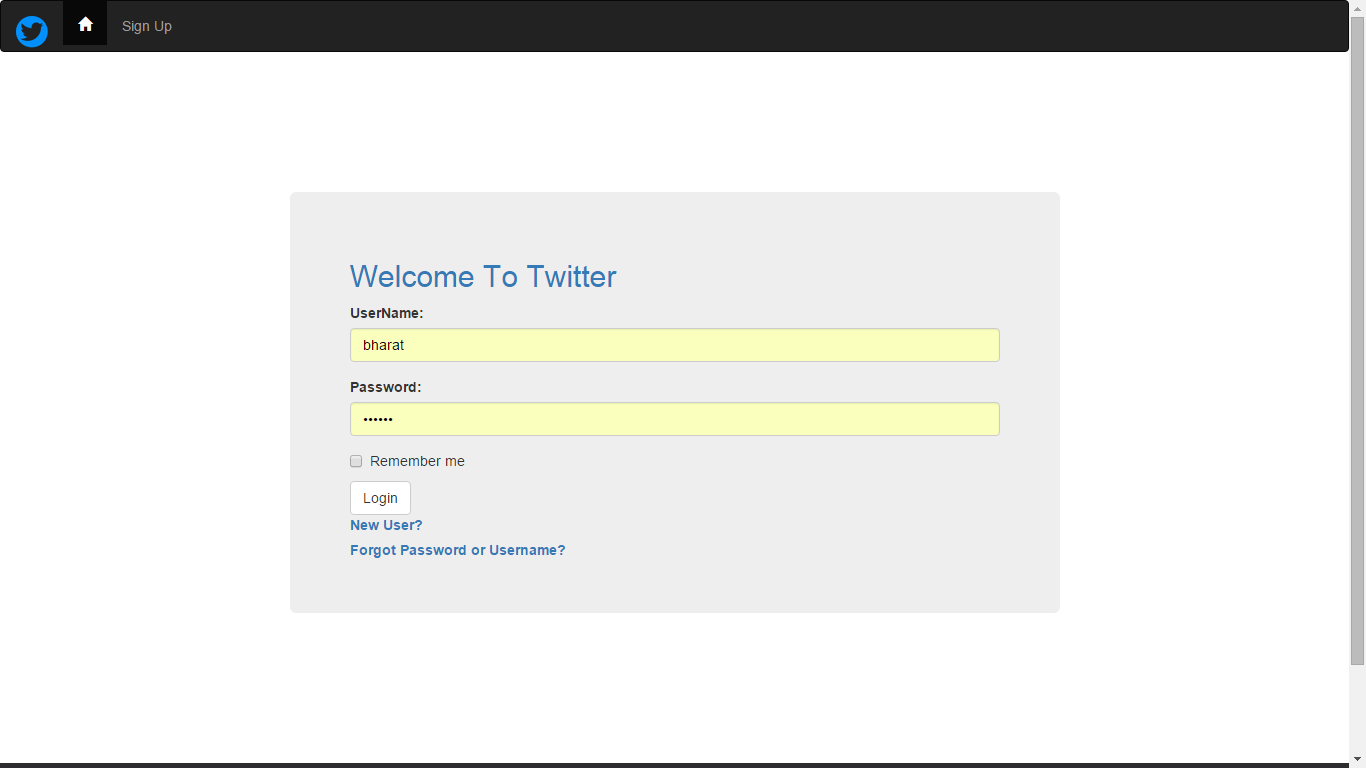 Sign Up
Welcome To Twitter
UserName:
bharat
Password:
••••••
Remember me
Login
New User?
Forgot Password or Username?